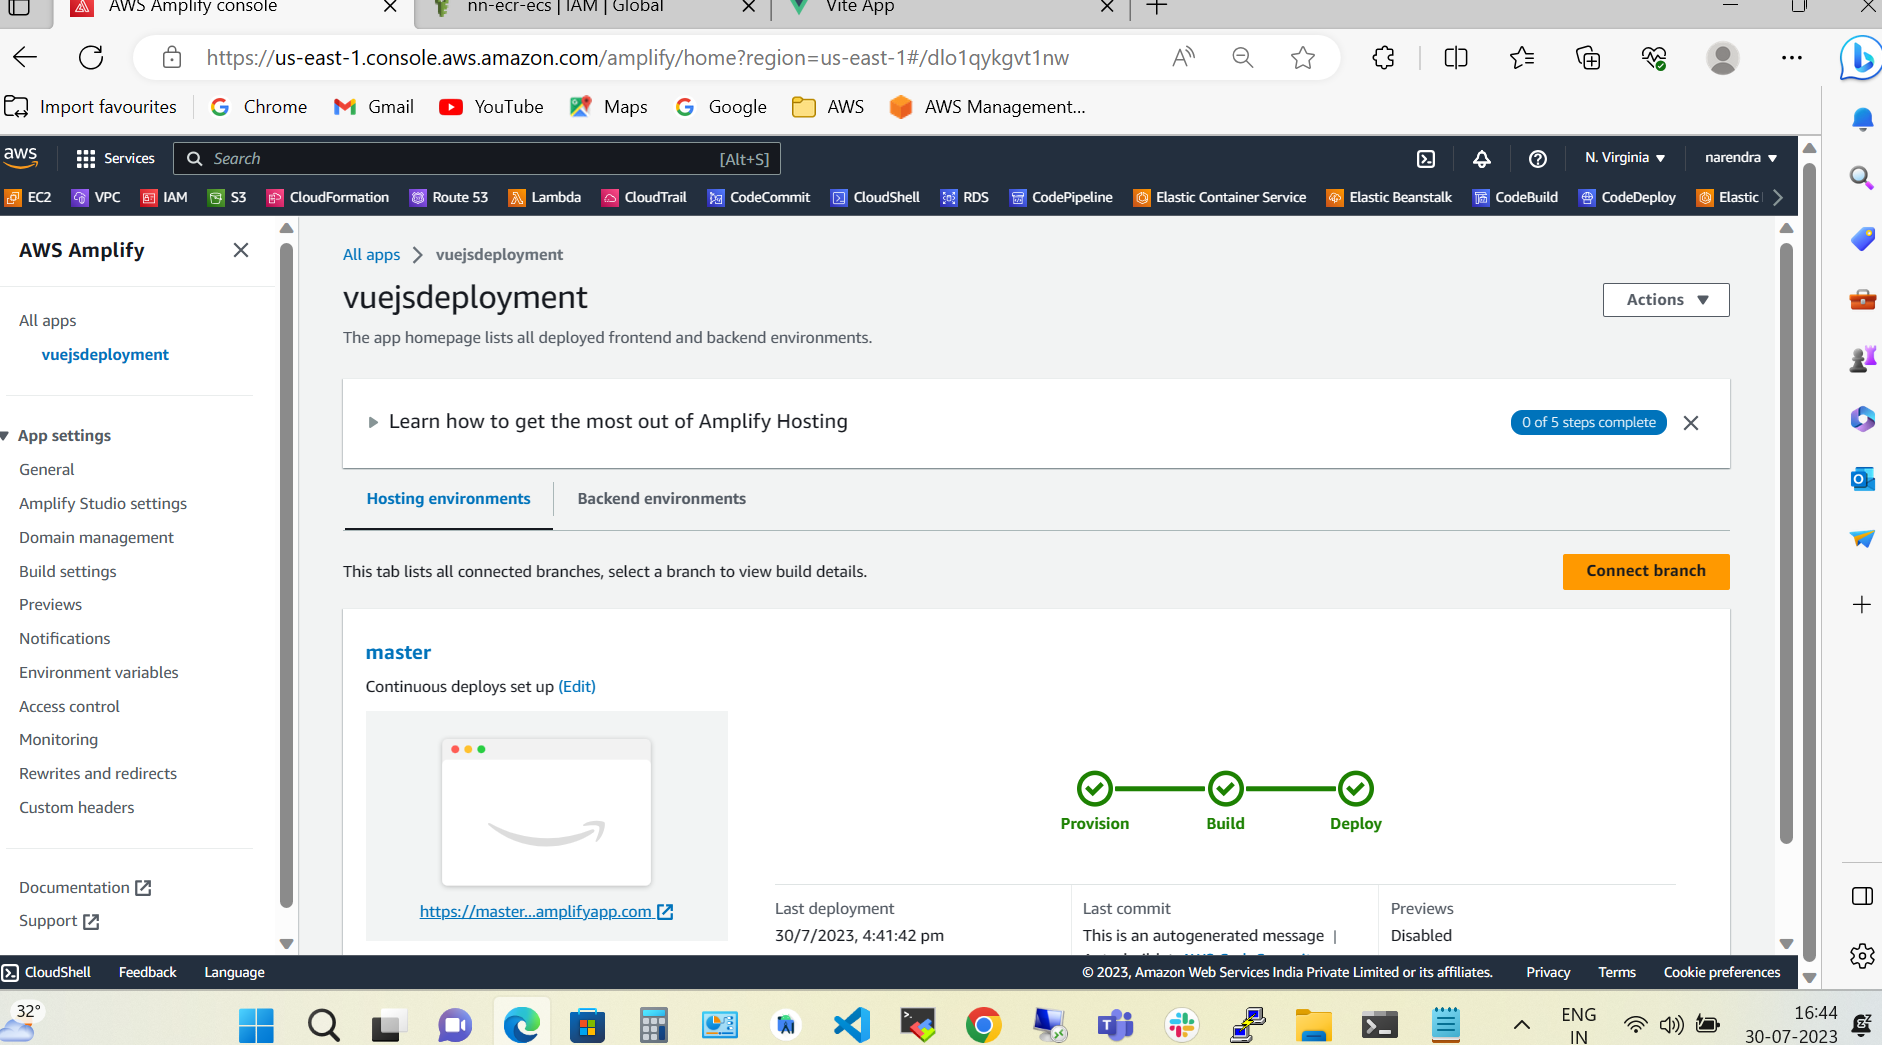 AWS Amplify console
nn-ecr-ecs | IAM | Global
Vite App
https://us-east-1.console.aws.amazon.com/amplify/home?region=us-east-1#/dlo1qykgvt1nw
Import favourites
Chrome
Gmail
YouTube
Maps
Google
AWS
AWS Management...
aws
Services
Search
[Alt+S]
N. Virginia
narendra
EC2
VPC
IAM
S3
CloudFormation
Route 53
Lambda
CloudTrail
CodeCommit
CloudShell
RDS
CodePipeline
Elastic Container Service
Elastic Beanstalk
CodeBuild
CodeDeploy
Elastic
AWS Amplify
All apps
vuejsdeployment
App settings
General
Amplify Studio settings
Domain management
Build settings
Previews
Notifications
Environment variables
Access control
Monitoring
Rewrites and redirects
Custom headers
Documentation
Support
All apps
vuejsdeployment
vuejsdeployment
Actions
The app homepage lists all deployed frontend and backend environments.
Learn how to get the most out of Amplify Hosting
0 of 5 steps complete
Hosting environments
Backend environments
This tab lists all connected branches, select a branch to view build details.
Connect branch
master
Continuous deploys set up (Edit)
https://master...amplifyapp.com
Provision
Build
Deploy
Last deployment
30/7/2023, 4:41:42 pm
Last commit
This is an autogenerated message |
Previews
Disabled
CloudShell
Feedback
Language
© 2023, Amazon Web Services India Private Limited or its affiliates.
Privacy
Terms
Cookie preferences
32°
ENG
IN
16:44
30-07-2023